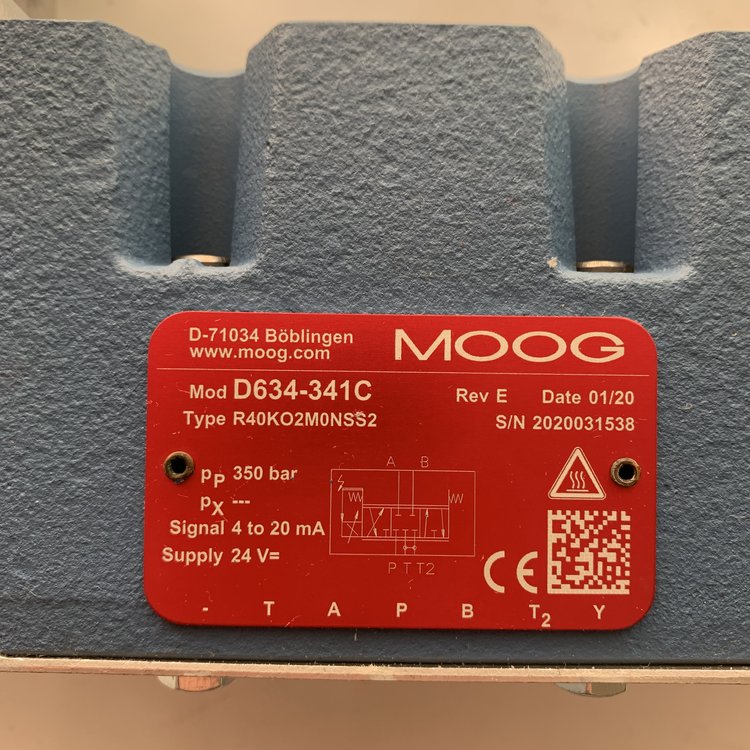 D-71034 Böblingen
www.moog.com
MOOG
Mod D634-341C
Rev E Date 01/20
Type R40KO2M0NSS2
S/N 2020031538
pP 350 bar
pX ---
Signal 4 to 20 mA
Supply 24 V=
A B
P T T2
CE
- T A P B T2 Y